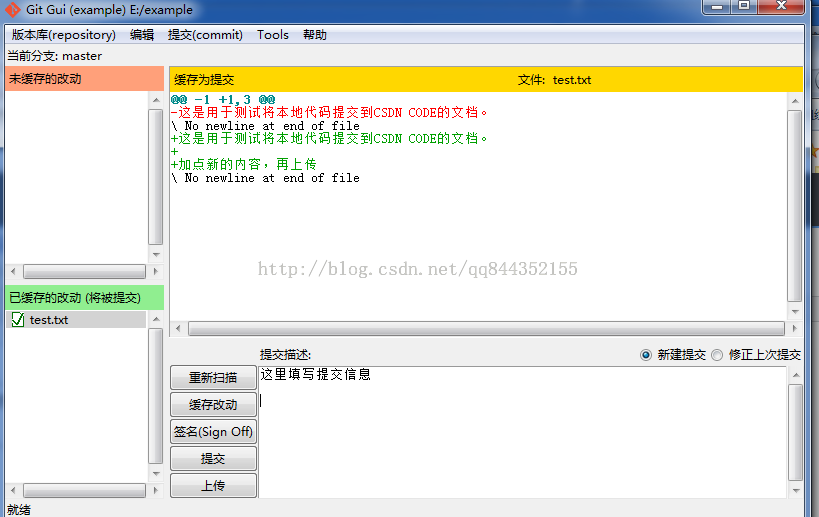 Git Gui (example) E:/example
版本库(repository) 编辑 提交(commit) Tools 帮助
当前分支: master
未缓存的改动
缓存为提交 文件: test.txt
@@ -1 +1,3 @@
-这是用于测试将本地代码提交到CSDN CODE的文档。
\ No newline at end of file
+这是用于测试将本地代码提交到CSDN CODE的文档。
+
+加点新的内容，再上传
\ No newline at end of file
http://blog.csdn.net/qq844352155
已缓存的改动 (将被提交)
test.txt
提交描述: 新建提交 修正上次提交
这里填写提交信息
重新扫描
缓存改动
签名(Sign Off)
提交
上传
就绪